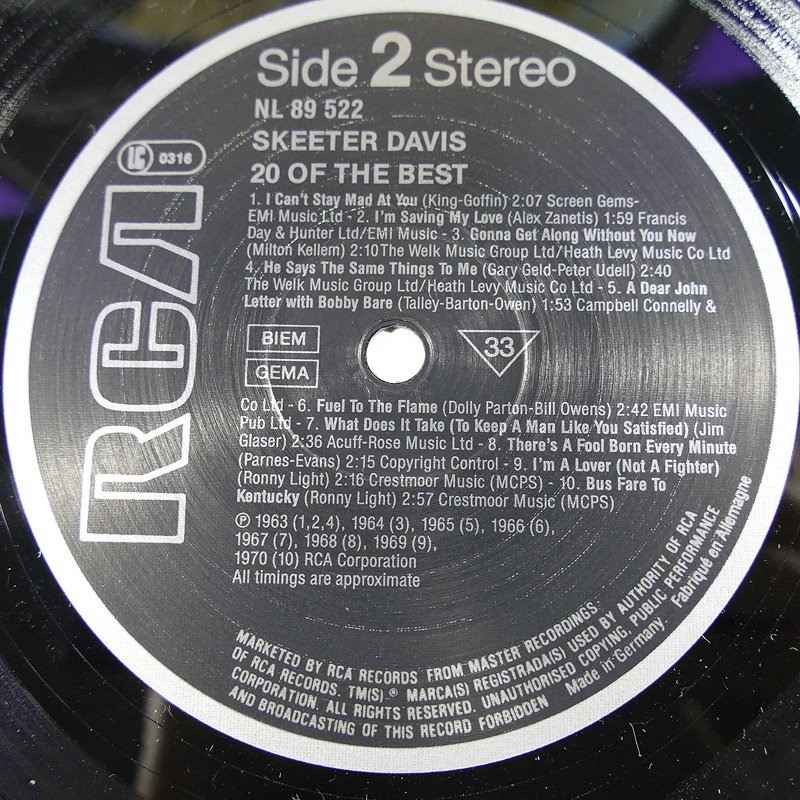 Side 2 Stereo
NL 89 522
SKEETER DAVIS
20 OF THE BEST
LC 0316
RCA
1. I Can't Stay Mad At You (King-Goffin) 2:07 Screen Gems-
EMI Music Ltd - 2. I'm Saving My Love (Alex Zanetis) 1:59 Francis
Day & Hunter Ltd/EMI Music - 3. Gonna Get Along Without You Now
(Milton Kellem) 2:10 The Welk Music Group Ltd/Heath Levy Music Co Ltd
4. He Says The Same Things To Me (Gary Geld-Peter Udell) 2:40
The Welk Music Group Ltd/Heath Levy Music Co Ltd - 5. A Dear John
Letter with Bobby Bare (Talley-Barton-Owen) 1:53 Campbell Connelly &
BIEM
GEMA
33
Co Ltd - 6. Fuel To The Flame (Dolly Parton-Bill Owens) 2:42 EMI Music
Pub Ltd - 7. What Does It Take (To Keep A Man Like You Satisfied) (Jim
Glaser) 2:36 Acuff-Rose Music Ltd - 8. There's A Fool Born Every Minute
(Parnes-Evans) 2:15 Copyright Control - 9. I'm A Lover (Not A Fighter)
(Ronny Light) 2:16 Crestmoor Music (MCPS) - 10. Bus Fare To
Kentucky (Ronny Light) 2:57 Crestmoor Music (MCPS)
℗ 1963 (1,2,4), 1964 (3), 1965 (5), 1966 (6),
1967 (7), 1968 (8), 1969 (9),
1970 (10) RCA Corporation
All timings are approximate
MARKETED BY RCA RECORDS FROM MASTER RECORDINGS
OF RCA RECORDS. TM(S).® MARCA(S) REGISTRADA(S) USED BY AUTHORITY OF RCA
CORPORATION. ALL RIGHTS RESERVED. UNAUTHORISED COPYING, PUBLIC PERFORMANCE
AND BROADCASTING OF THIS RECORD FORBIDDEN Made in Germany. Fabriqué en Allemagne